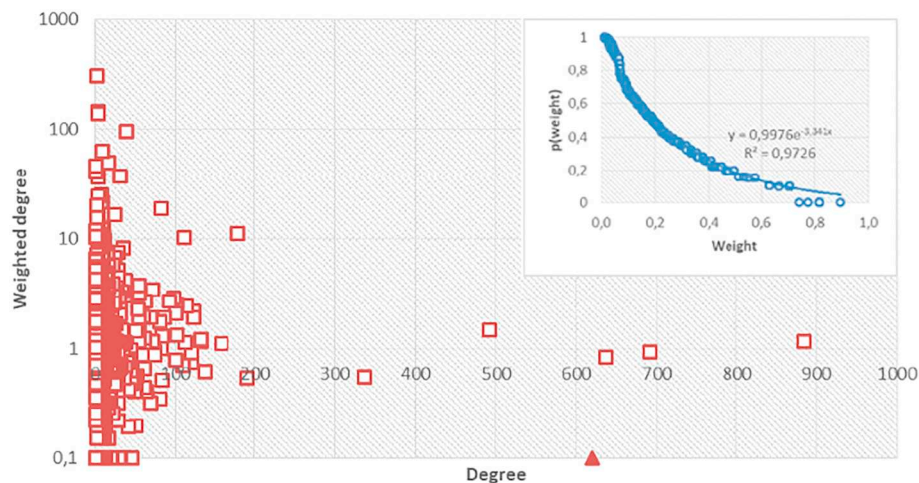 1000
100
10
1
0,1
Weighted degree
0 100 200 300 400 500 600 700 800 900 1000
Degree
1
0,8
0,6
0,4
0,2
0
p(weight)
y = 0,9976e^-3,341x
R² = 0,9726
0,0 0,2 0,4 0,6 0,8 1,0
Weight